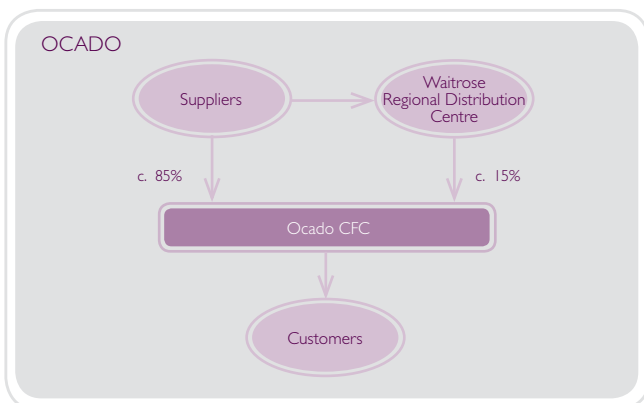 OCADO
Suppliers
Waitrose
Regional Distribution
Centre
c. 85%
c. 15%
Ocado CFC
Customers